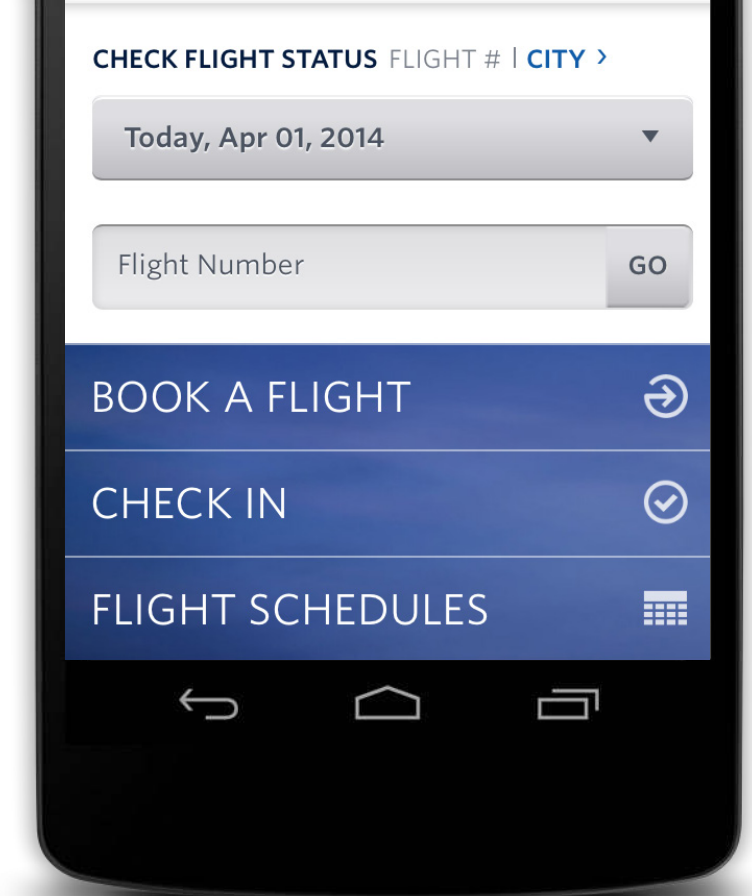 CHECK FLIGHT STATUS FLIGHT # | CITY >
Today, Apr 01, 2014
Flight Number GO
BOOK A FLIGHT
CHECK IN
FLIGHT SCHEDULES